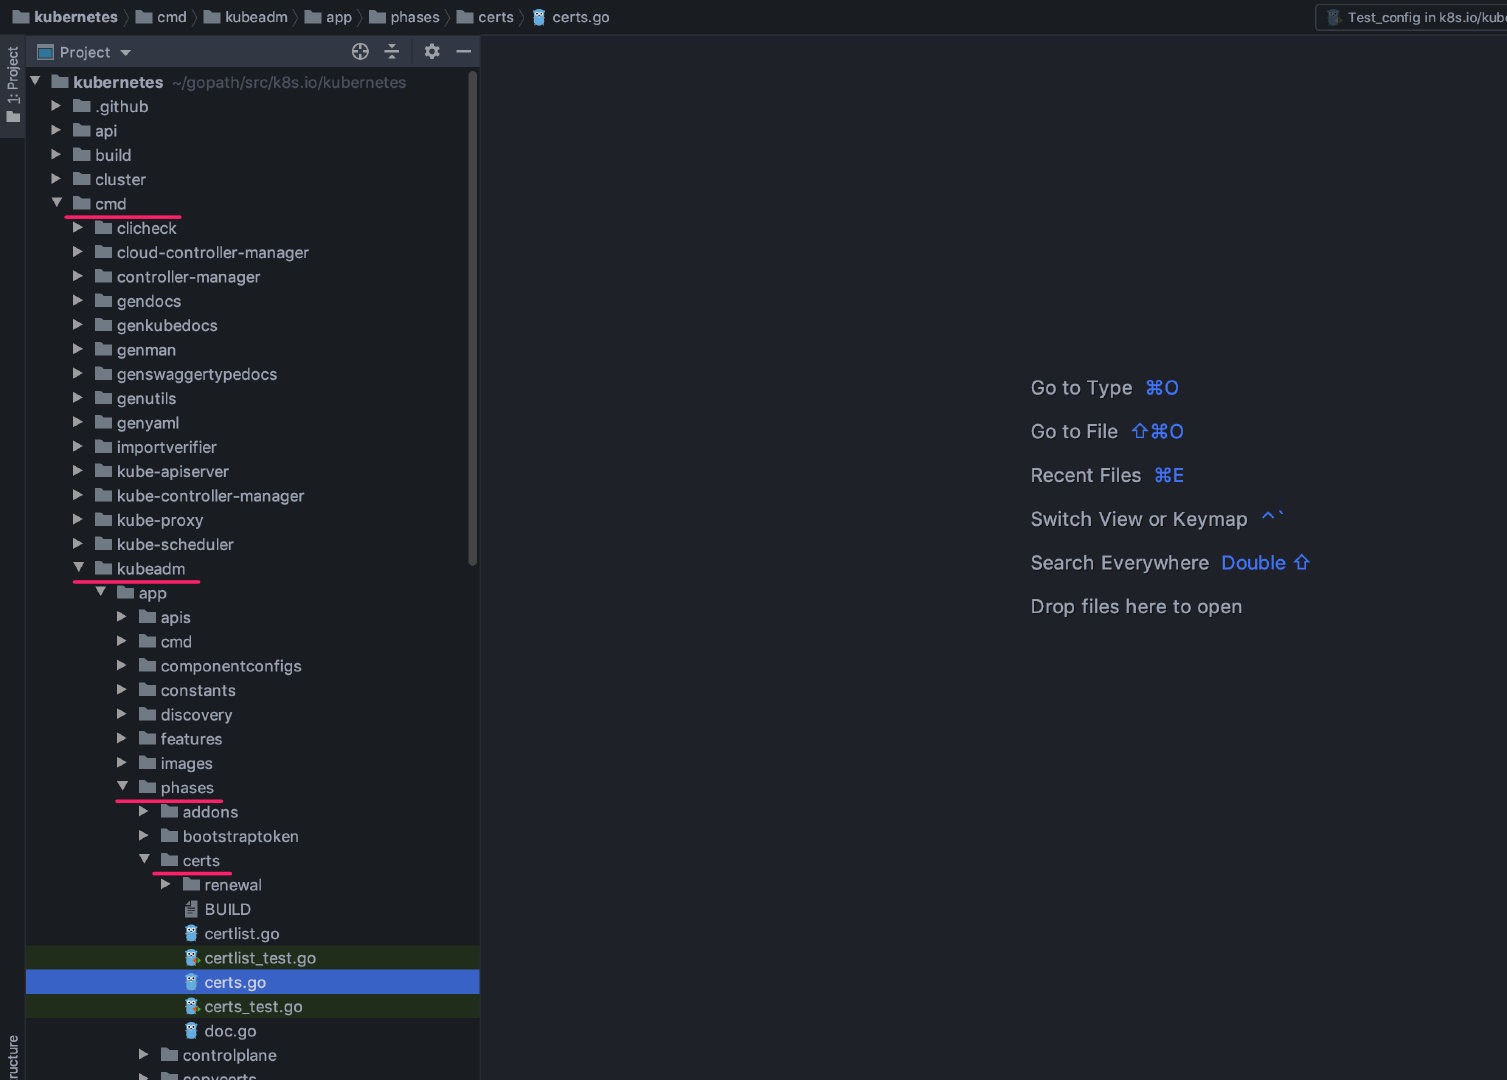 kubernetes cmd kubeadm app phases certs certs.go Test_config in k8s.io/kube
1: Project
Project
kubernetes ~/gopath/src/k8s.io/kubernetes
.github
api
build
cluster
cmd
clicheck
cloud-controller-manager
controller-manager
gendocs
genkubedocs
genman
genswaggertypedocs
genutils
genyaml
importverifier
kube-apiserver
kube-controller-manager
kube-proxy
kube-scheduler
kubeadm
app
apis
cmd
componentconfigs
constants
discovery
features
images
phases
addons
bootstraptoken
certs
renewal
BUILD
certlist.go
certlist_test.go
certs.go
certs_test.go
doc.go
controlplane
copycerts
ructure
Go to Type ⌘O
Go to File ⇧⌘O
Recent Files ⌘E
Switch View or Keymap ^`
Search Everywhere Double ⇧
Drop files here to open